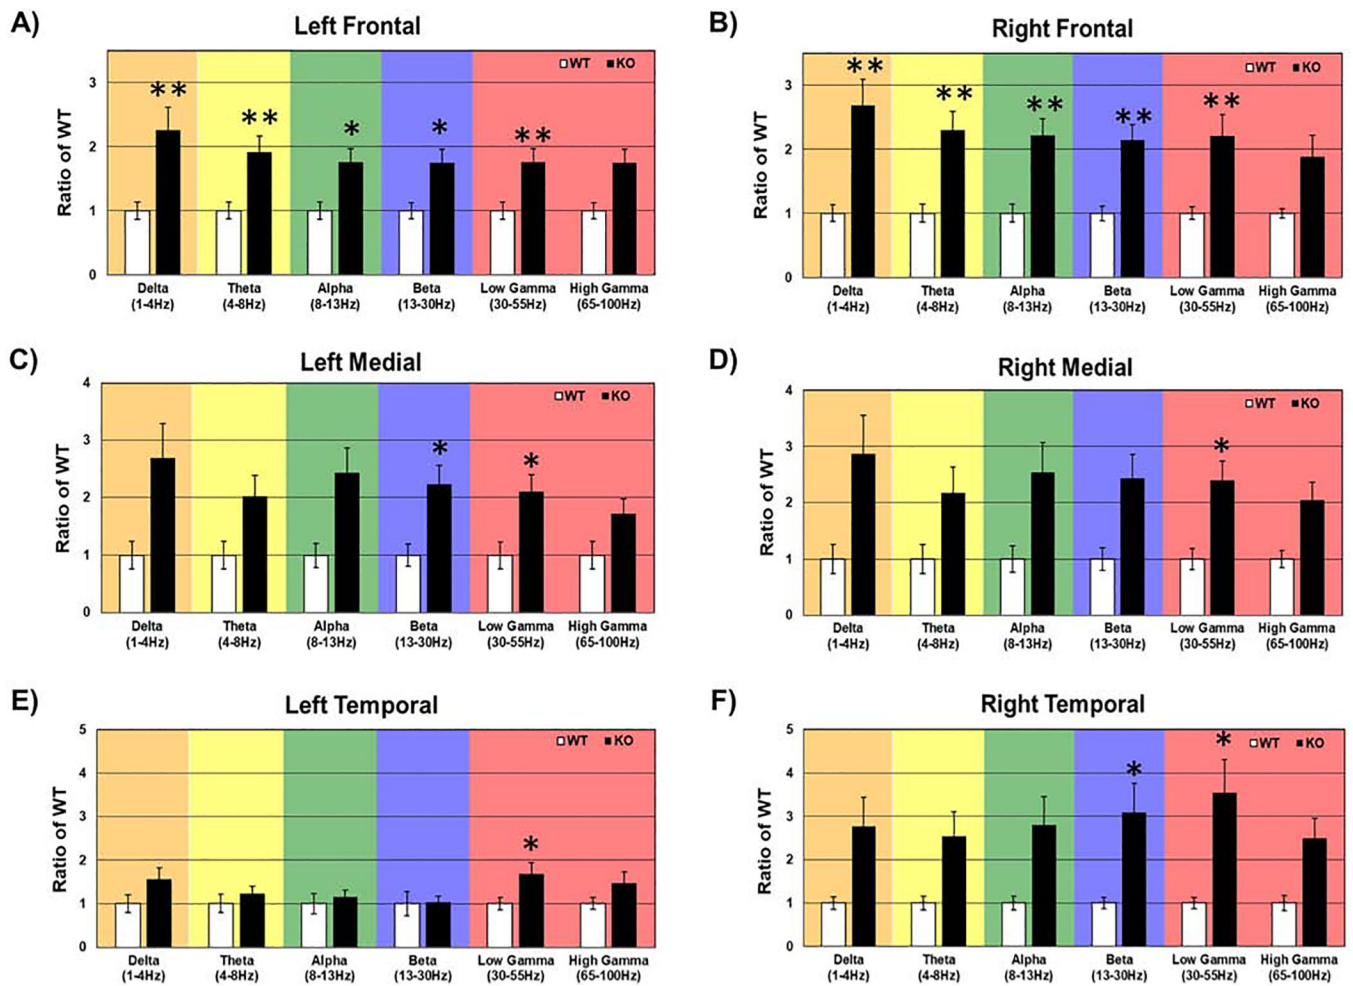 A)
Left Frontal
WT KO
Ratio of WT
3
2
1
0
** ** * * **
Delta Theta Alpha Beta Low Gamma High Gamma
(1-4Hz) (4-8Hz) (8-13Hz) (13-30Hz) (30-55Hz) (65-100Hz)
B)
Right Frontal
WT KO
Ratio of WT
3
2
1
0
** ** ** ** **
Delta Theta Alpha Beta Low Gamma High Gamma
(1-4Hz) (4-8Hz) (8-13Hz) (13-30Hz) (30-55Hz) (65-100Hz)
C)
Left Medial
WT KO
Ratio of WT
4
3
2
1
0
* *
Delta Theta Alpha Beta Low Gamma High Gamma
(1-4Hz) (4-8Hz) (8-13Hz) (13-30Hz) (30-55Hz) (65-100Hz)
D)
Right Medial
WT KO
Ratio of WT
4
3
2
1
0
*
Delta Theta Alpha Beta Low Gamma High Gamma
(1-4Hz) (4-8Hz) (8-13Hz) (13-30Hz) (30-55Hz) (65-100Hz)
E)
Left Temporal
WT KO
Ratio of WT
5
4
3
2
1
0
*
Delta Theta Alpha Beta Low Gamma High Gamma
(1-4Hz) (4-8Hz) (8-13Hz) (13-30Hz) (30-55Hz) (65-100Hz)
F)
Right Temporal
WT KO
Ratio of WT
5
4
3
2
1
0
* *
Delta Theta Alpha Beta Low Gamma High Gamma
(1-4Hz) (4-8Hz) (8-13Hz) (13-30Hz) (30-55Hz) (65-100Hz)